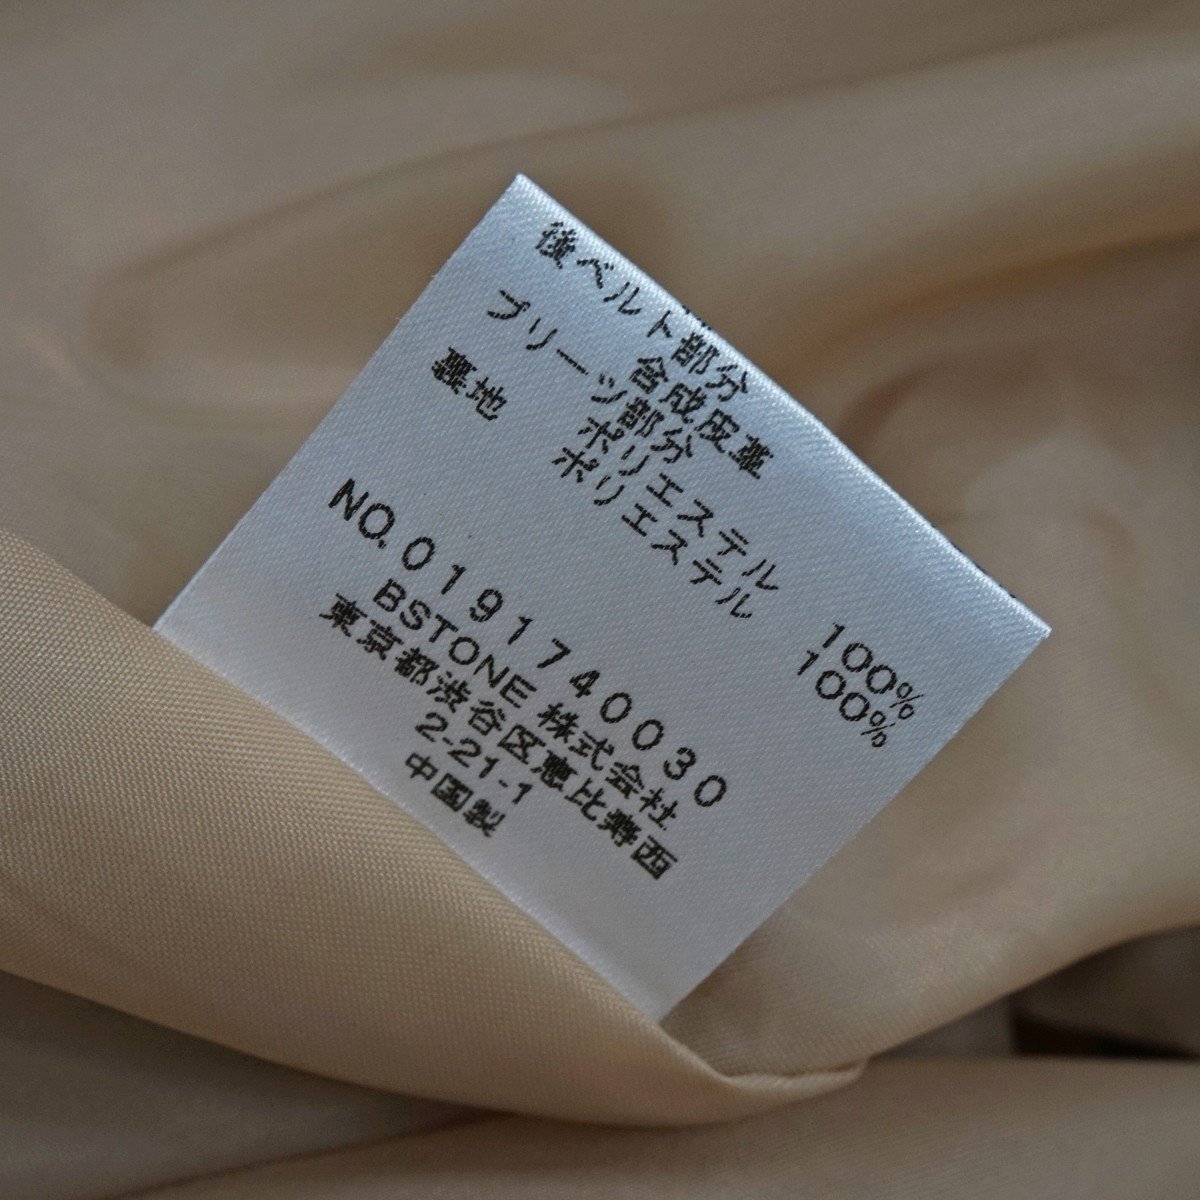 後ベルト部分
合成皮革
プリーツ部分
ポリエステル 100%
裏地 ポリエステル 100%
NO.0191740030
BSTONE 株式会社
東京都渋谷区恵比寿西
2-21-1
中国製